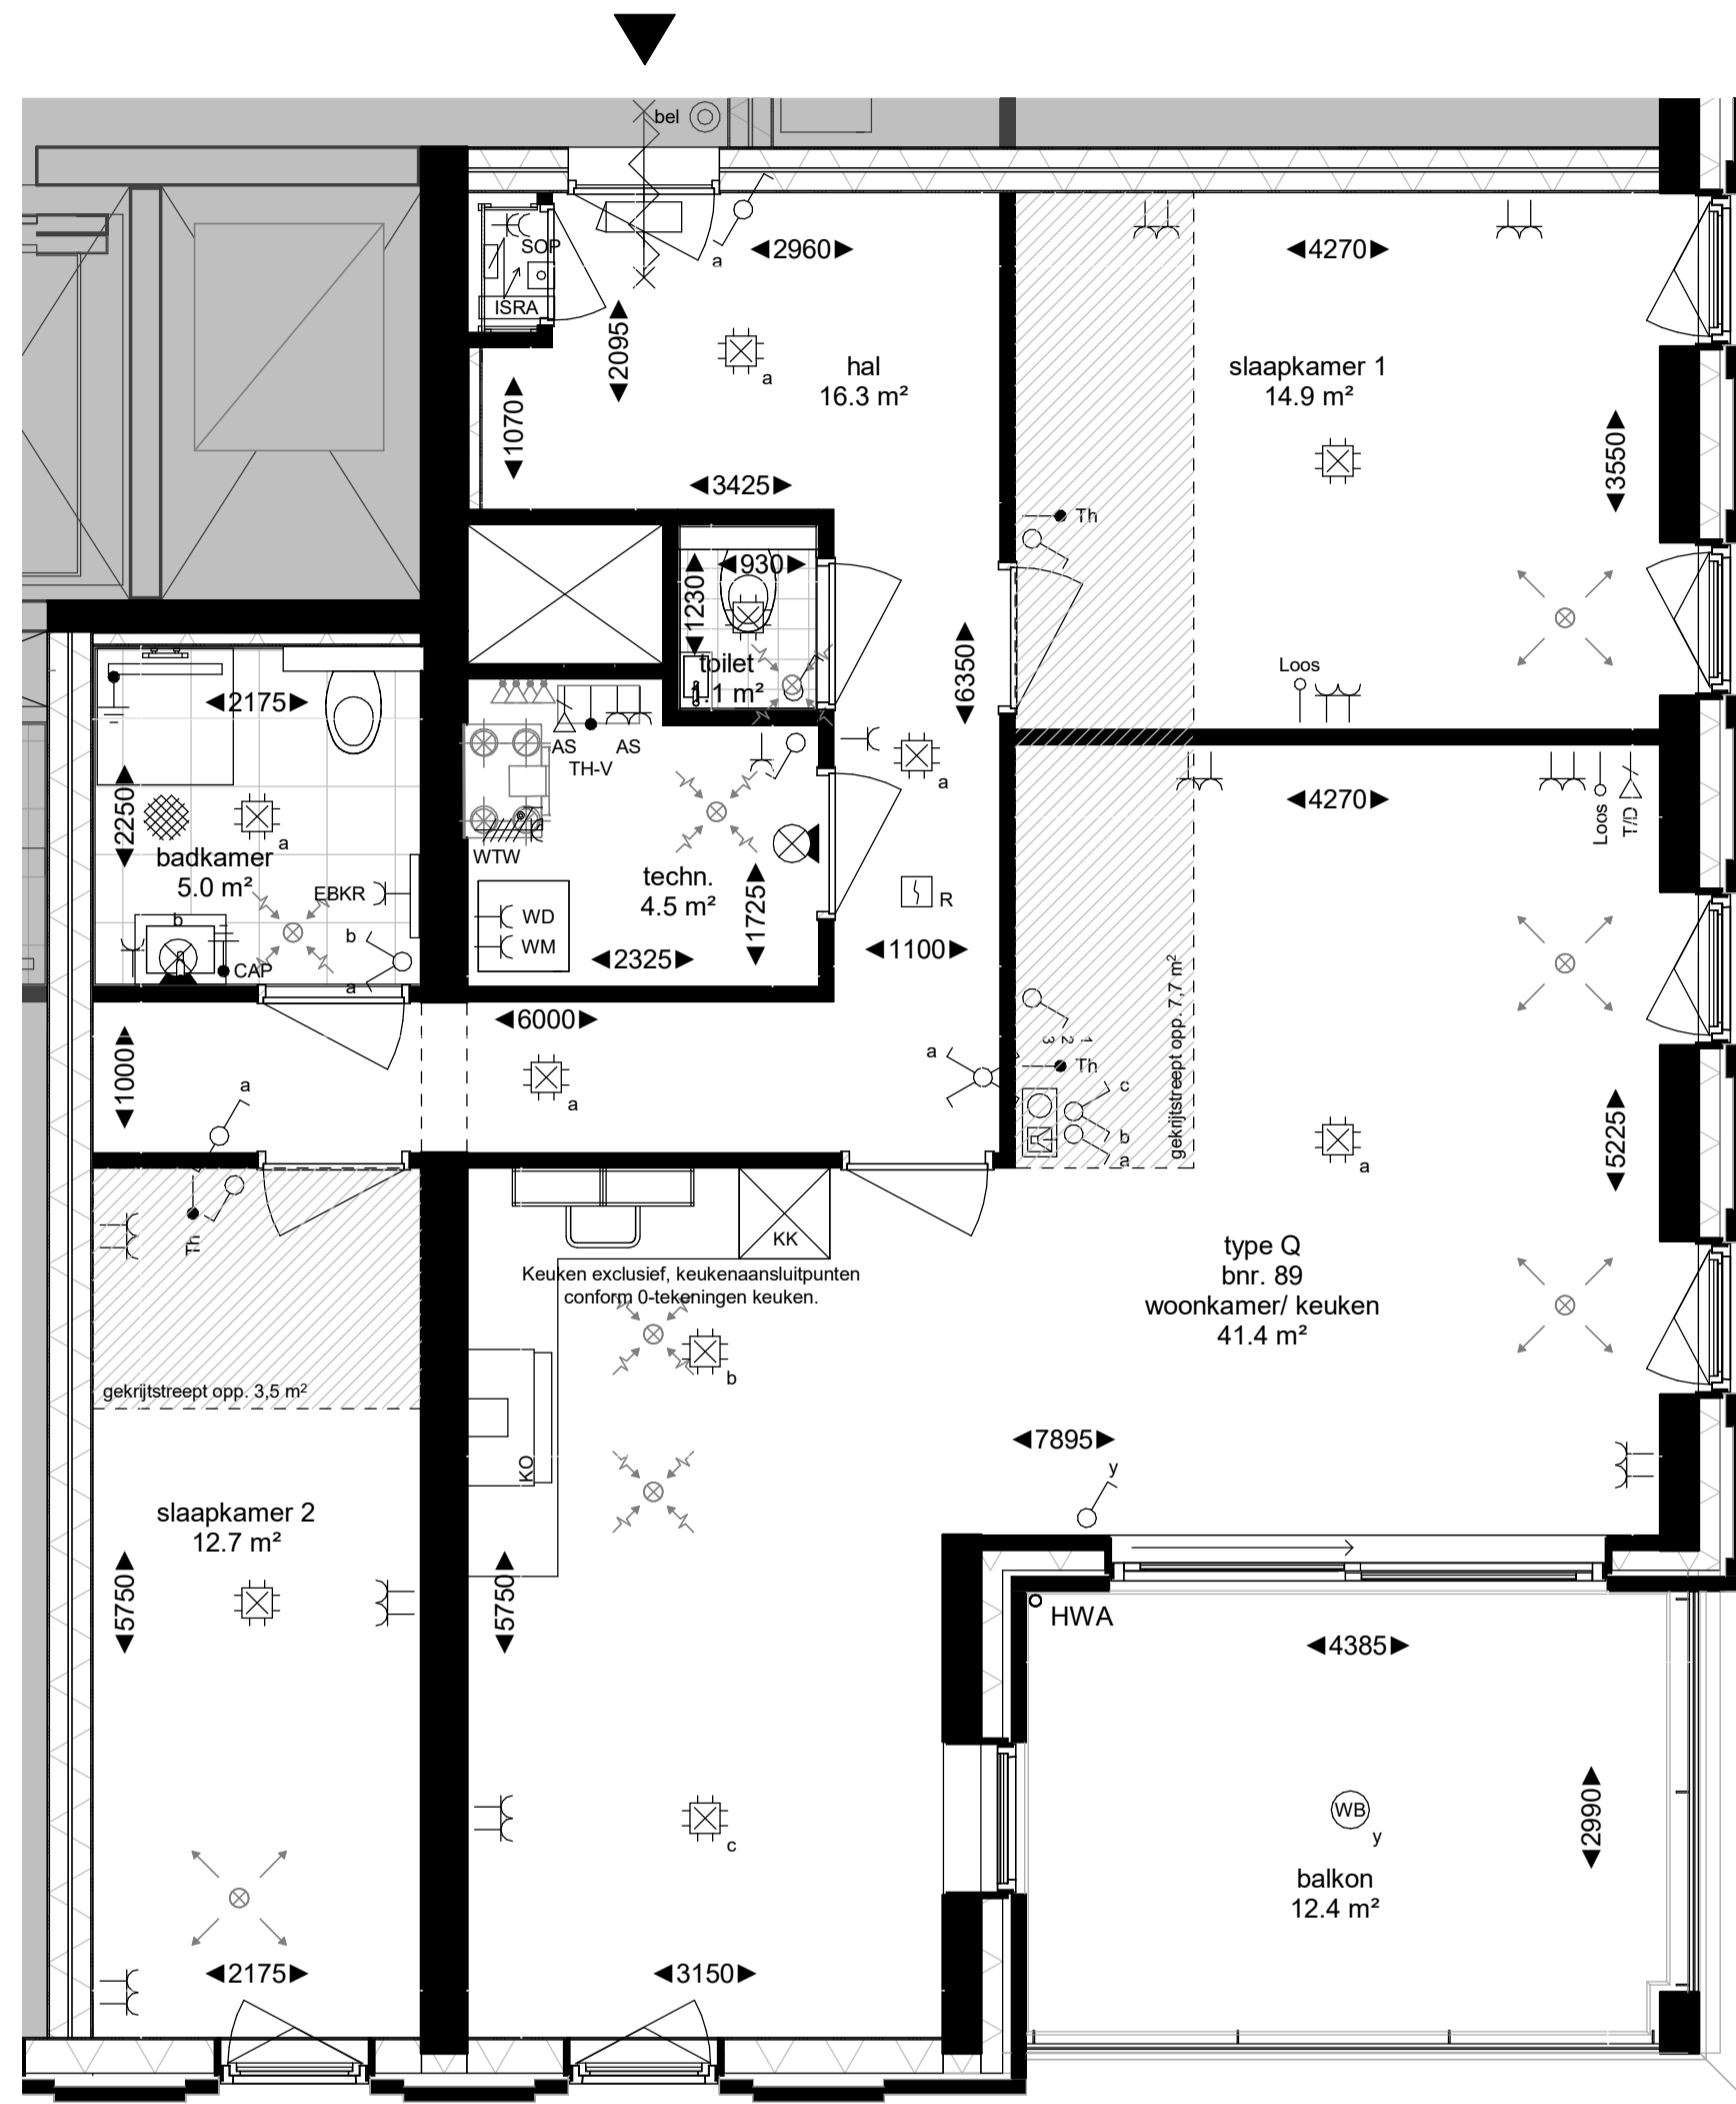 bel
SOP
ISRA
a
2960
2095
1070
3425
a
hal
16.3 m²
4270
slaapkamer 1
14.9 m²
3550
Th
930
1230
toilet
1.1 m²
6350
Loos
2175
2250
a
badkamer
5.0 m²
EBKR
b
b
a
CAP
AS
AS
TH-V
WTW
WD
WM
techn.
4.5 m²
1725
2325
a
R
1100
4270
Loos
T/D
gekrijtstreept opp. 7,7 m²
1
2
3
Th
c
b
a
6000
1000
a
a
a
5225
a
Th
gekrijtstreept opp. 3,5 m²
KK
Keuken exclusief, keukenaansluitpunten
conform 0-tekeningen keuken.
b
KO
type Q
bnr. 89
woonkamer/ keuken
41.4 m²
7895
y
slaapkamer 2
12.7 m²
5750
5750
HWA
4385
c
WB
y
2990
balkon
12.4 m²
2175
3150